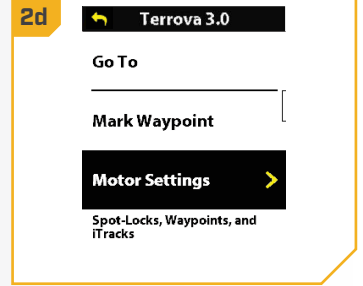 2d
Terrova 3.0
Go To
Mark Waypoint
Motor Settings
Spot-Locks, Waypoints, and
iTracks